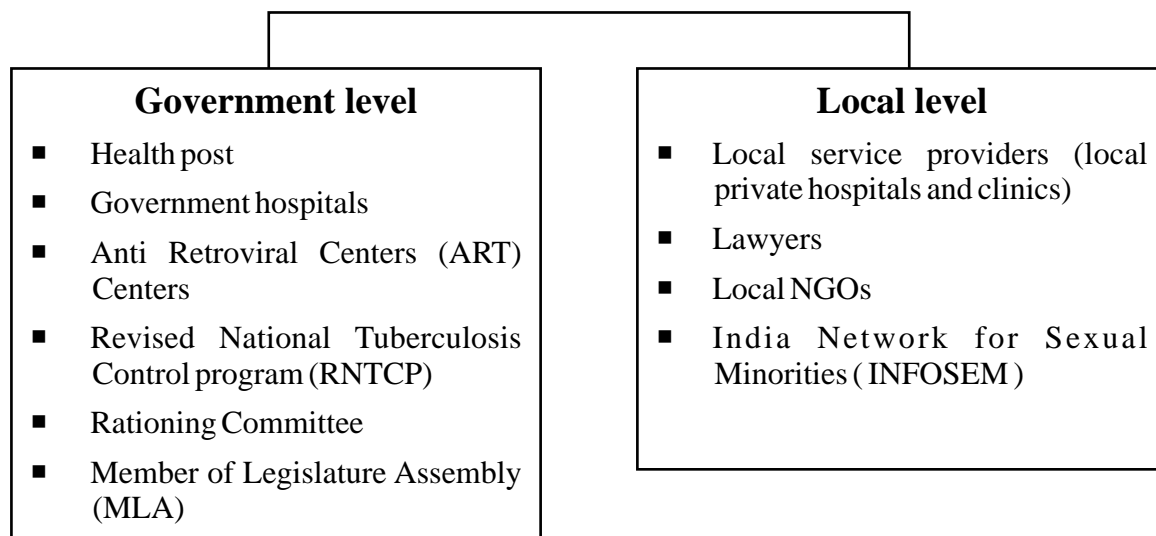 Government level
■ Health post
■ Government hospitals
■ Anti Retroviral Centers (ART)
Centers
■ Revised National Tuberculosis
Control program (RNTCP)
■ Rationing Committee
■ Member of Legislature Assembly
(MLA)
Local level
■ Local service providers (local
private hospitals and clinics)
■ Lawyers
■ Local NGOs
■ India Network for Sexual
Minorities ( INFOSEM )